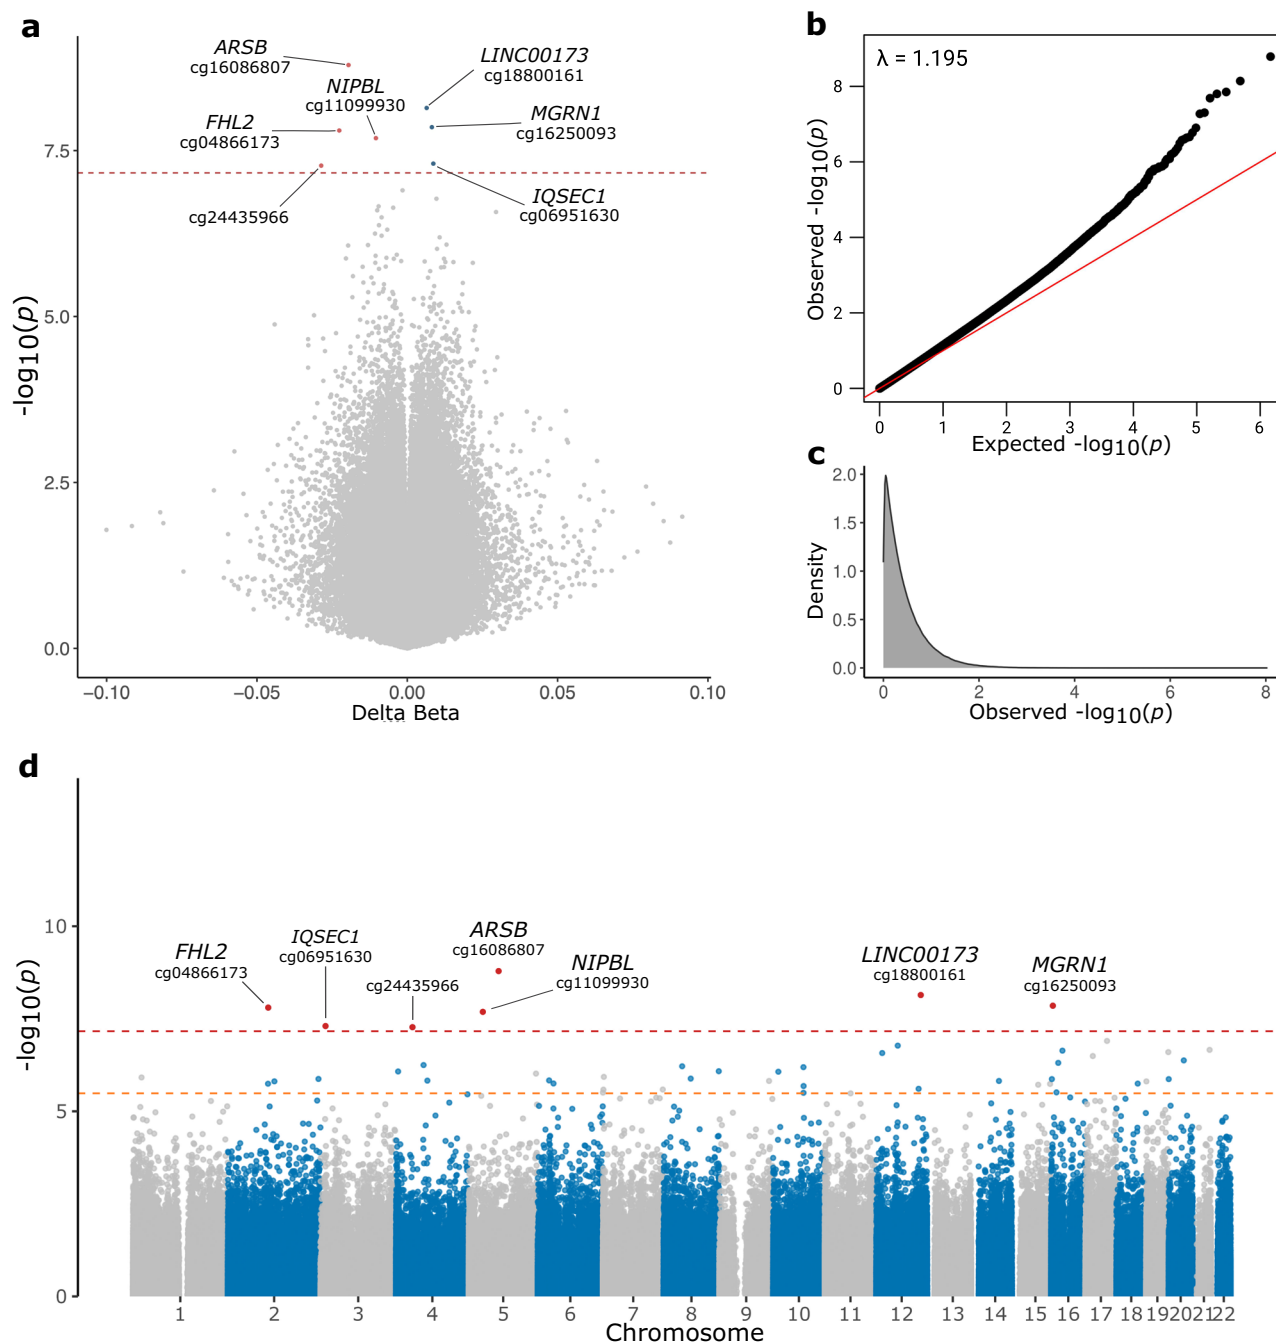 a
ARSB
cg16086807
NIPBL
cg11099930
FHL2
cg04866173
cg24435966
LINC00173
cg18800161
MGRN1
cg16250093
IQSEC1
cg06951630
-log10(p)
7.5
5.0
2.5
0.0
−0.10 −0.05 0.00 0.05 0.10
Delta Beta
b
λ = 1.195
Observed -log10(p)
8
6
4
2
0
0 1 2 3 4 5 6
Expected -log10(p)
c
Density
2.0
1.5
1.0
0.5
0.0
0 2 4 6 8
Observed -log10(p)
d
-log10(p)
10
5
0
FHL2
cg04866173
IQSEC1
cg06951630
cg24435966
ARSB
cg16086807
NIPBL
cg11099930
LINC00173
cg18800161
MGRN1
cg16250093
1 2 3 4 5 6 7 8 9 10 11 12 13 14 15 16 17 18 19 20 21 22
Chromosome